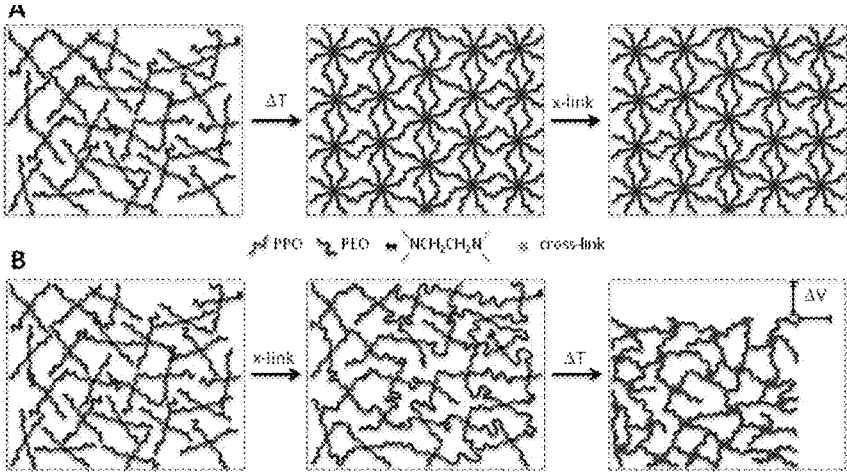 A
ΔT
x-link
PPO PEO NCH₂CH₂N cross-link
B
x-link
ΔT
ΔV